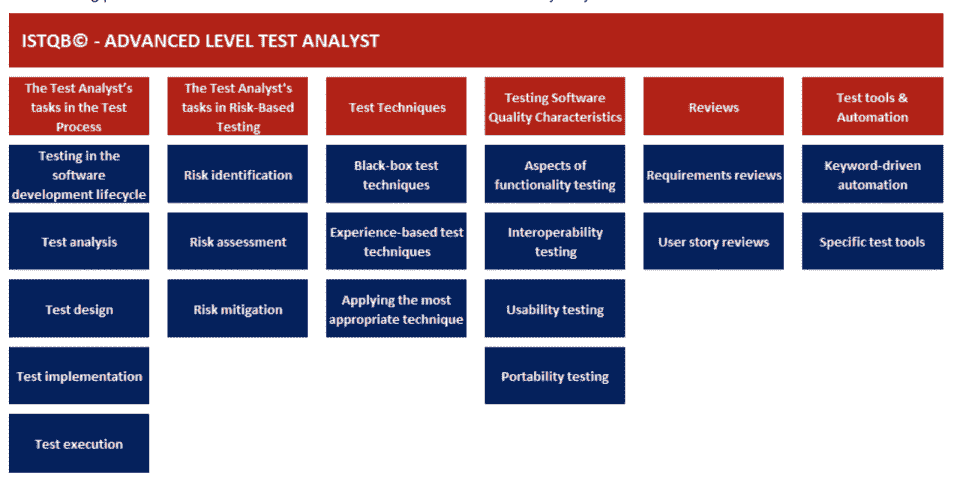 ISTQB© - ADVANCED LEVEL TEST ANALYST
The Test Analyst's
tasks in the Test
Process
The Test Analyst's
tasks in Risk-Based
Testing
Test Techniques
Testing Software
Quality Characteristics
Reviews
Test tools &
Automation
Testing in the
software
development lifecycle
Risk identification
Black-box test
techniques
Aspects of
functionality testing
Requirements reviews
Keyword-driven
automation
Test analysis
Risk assessment
Experience-based test
techniques
Interoperability
testing
User story reviews
Specific test tools
Test design
Risk mitigation
Applying the most
appropriate technique
Usability testing
Test implementation
Portability testing
Test execution